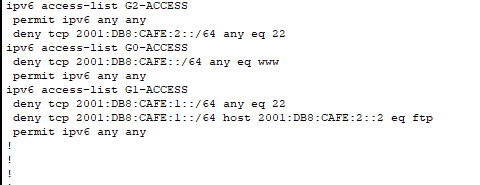 ipv6 access-list G2-ACCESS
 permit ipv6 any any
 deny tcp 2001:DB8:CAFE:2::/64 any eq 22
ipv6 access-list G0-ACCESS
 deny tcp 2001:DB8:CAFE::/64 any eq www
 permit ipv6 any any
ipv6 access-list G1-ACCESS
 deny tcp 2001:DB8:CAFE:1::/64 any eq 22
 deny tcp 2001:DB8:CAFE:1::/64 host 2001:DB8:CAFE:2::2 eq ftp
 permit ipv6 any any
!
!
!